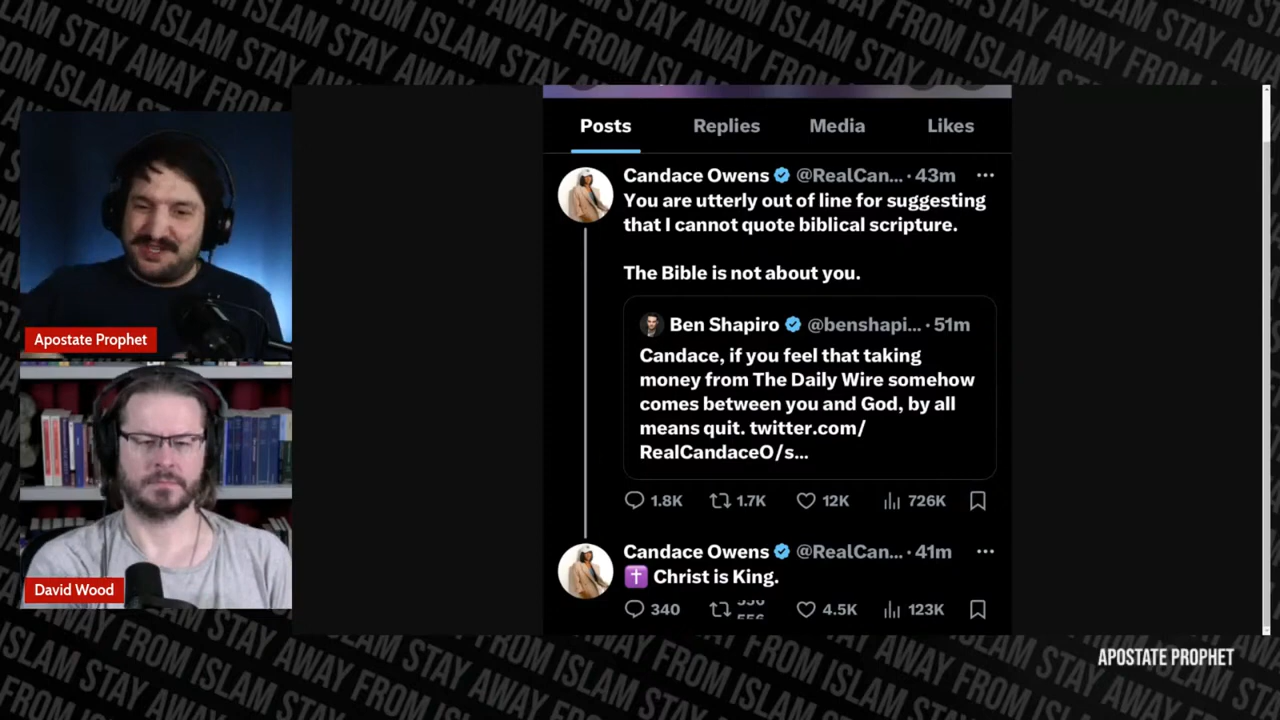 STAY AWAY FROM ISLAM STAY AWAY FROM ISLAM
Posts Replies Media Likes
Candace Owens @RealCan... · 43m
You are utterly out of line for suggesting
that I cannot quote biblical scripture.
The Bible is not about you.
Ben Shapiro @benshapi... · 51m
Candace, if you feel that taking
money from The Daily Wire somehow
comes between you and God, by all
means quit. twitter.com/
RealCandaceO/s...
1.8K 1.7K 12K 726K
Candace Owens @RealCan... · 41m
✝️ Christ is King.
340 4.5K 123K
Apostate Prophet
David Wood
APOSTATE PROPHET